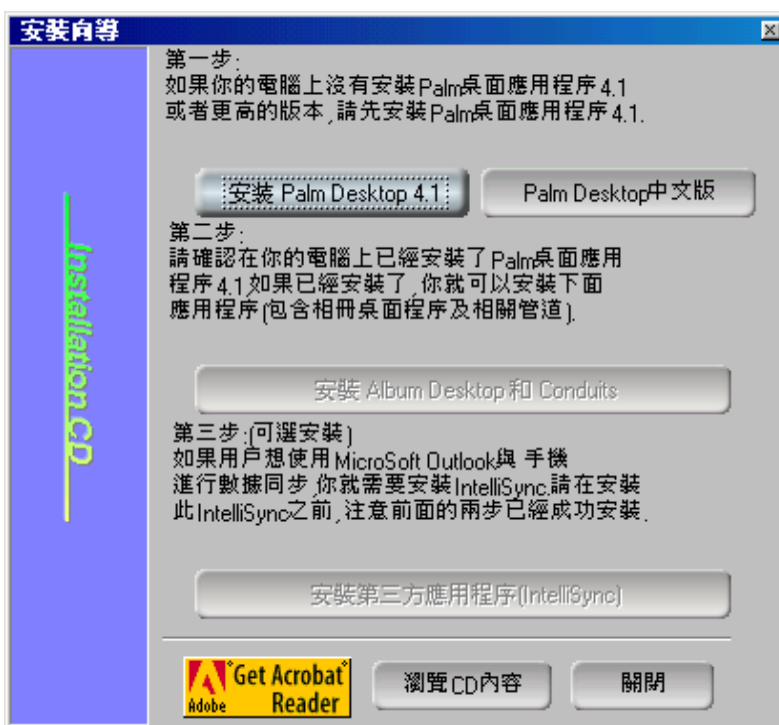 安裝向導
第一步:
如果你的電腦上沒有安裝Palm桌面應用程序4.1
或者更高的版本,請先安裝Palm桌面應用程序4.1.
安裝 Palm Desktop 4.1
Palm Desktop中文版
第二步:
請確認在你的電腦上已經安裝了Palm桌面應用
程序4.1,如果已經安裝了,你就可以安裝下面
應用程序(包含相冊桌面程序及相關管道).
安裝 Album Desktop 和 Conduits
第三步:(可選安裝)
如果用戶想使用MicroSoft Outlook與 手機
進行數據同步,你就需要安裝IntelliSync.請在安裝
此IntelliSync之前,注意前面的兩步已經成功安裝.
安裝第三方應用程序(IntelliSync)
Installation CD
Get Acrobat
Adobe Reader
瀏覽CD內容
關閉